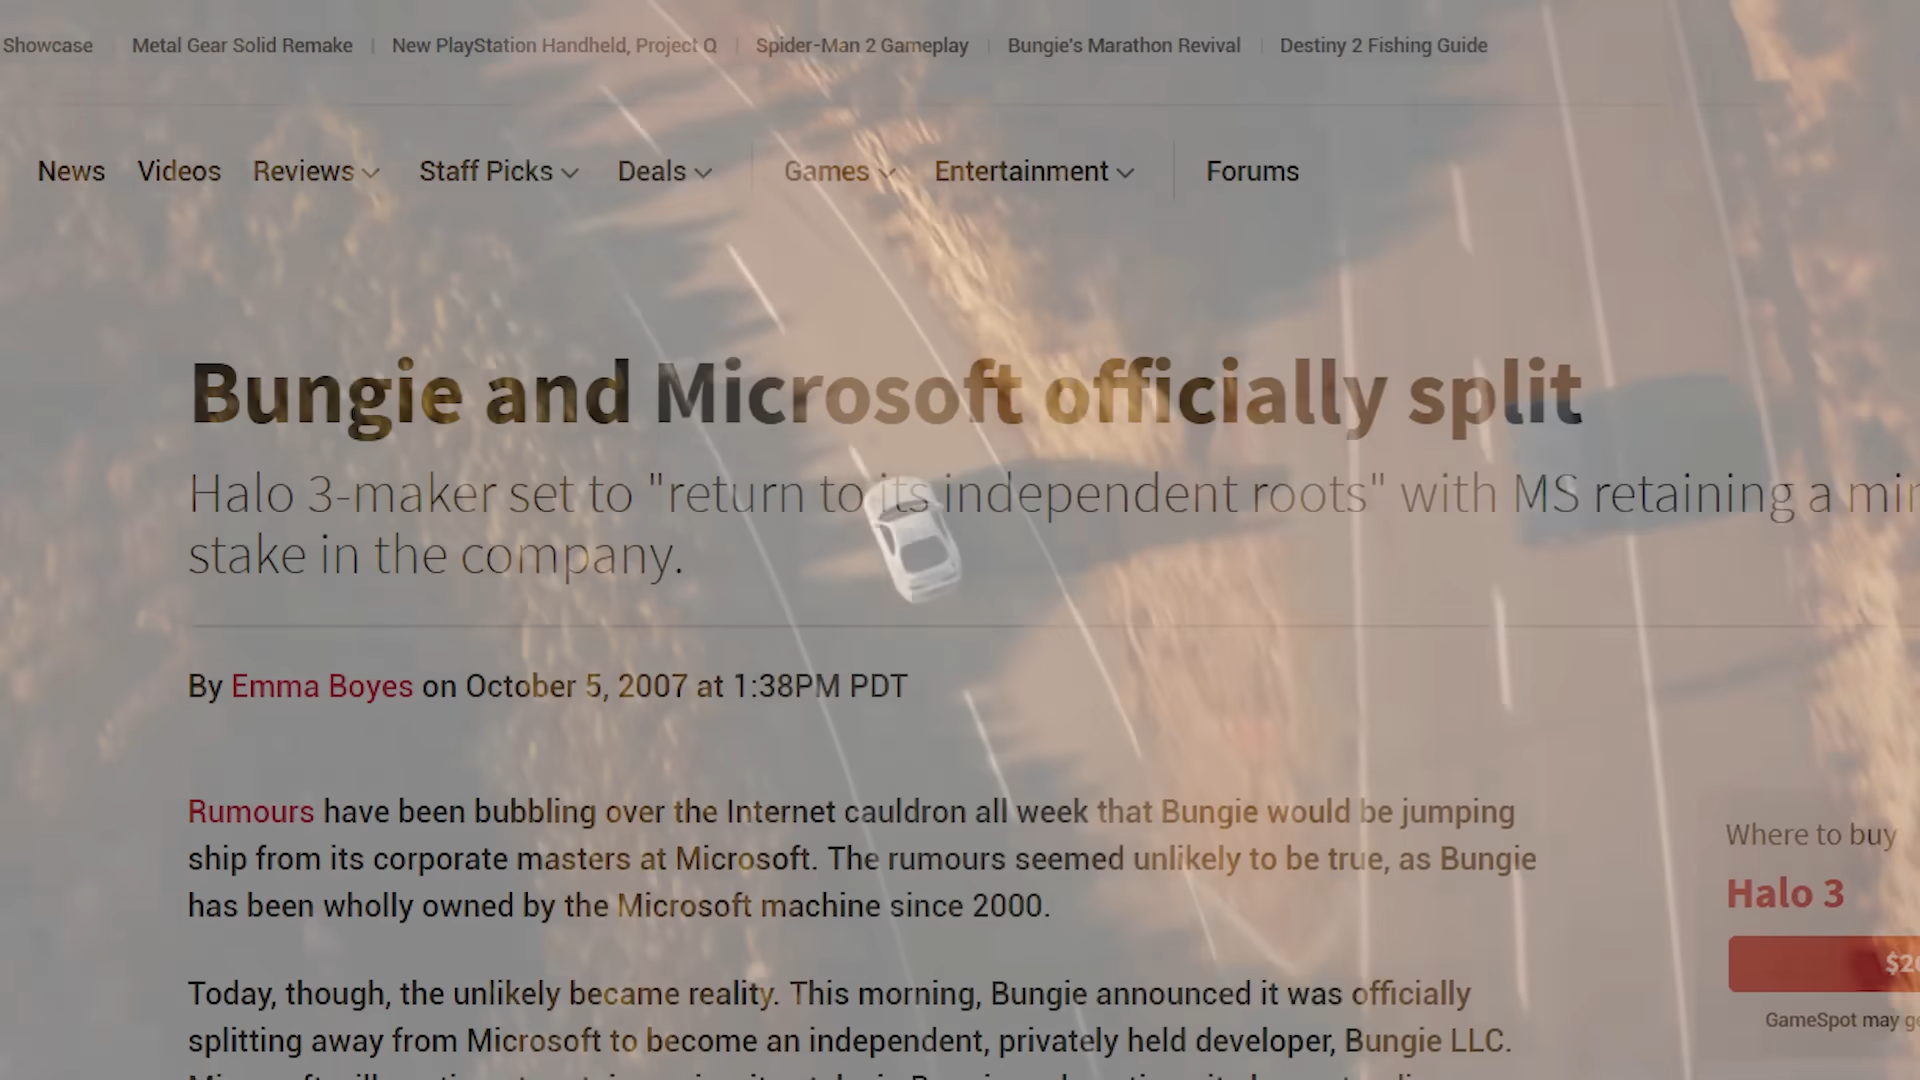 Showcase | Metal Gear Solid Remake | New PlayStation Handheld, Project Q | Spider-Man 2 Gameplay | Bungie's Marathon Revival | Destiny 2 Fishing Guide
News Videos Reviews Staff Picks Deals Games Entertainment Forums
Bungie and Microsoft officially split
Halo 3-maker set to "return to its independent roots" with MS retaining a
stake in the company.
By Emma Boyes on October 5, 2007 at 1:38PM PDT
Rumours have been bubbling over the Internet cauldron all week that Bungie would be jumping
ship from its corporate masters at Microsoft. The rumours seemed unlikely to be true, as Bungie
has been wholly owned by the Microsoft machine since 2000.
Where to buy
Halo 3
GameSpot may
Today, though, the unlikely became reality. This morning, Bungie announced it was officially
splitting away from Microsoft to become an independent, privately held developer, Bungie LLC.